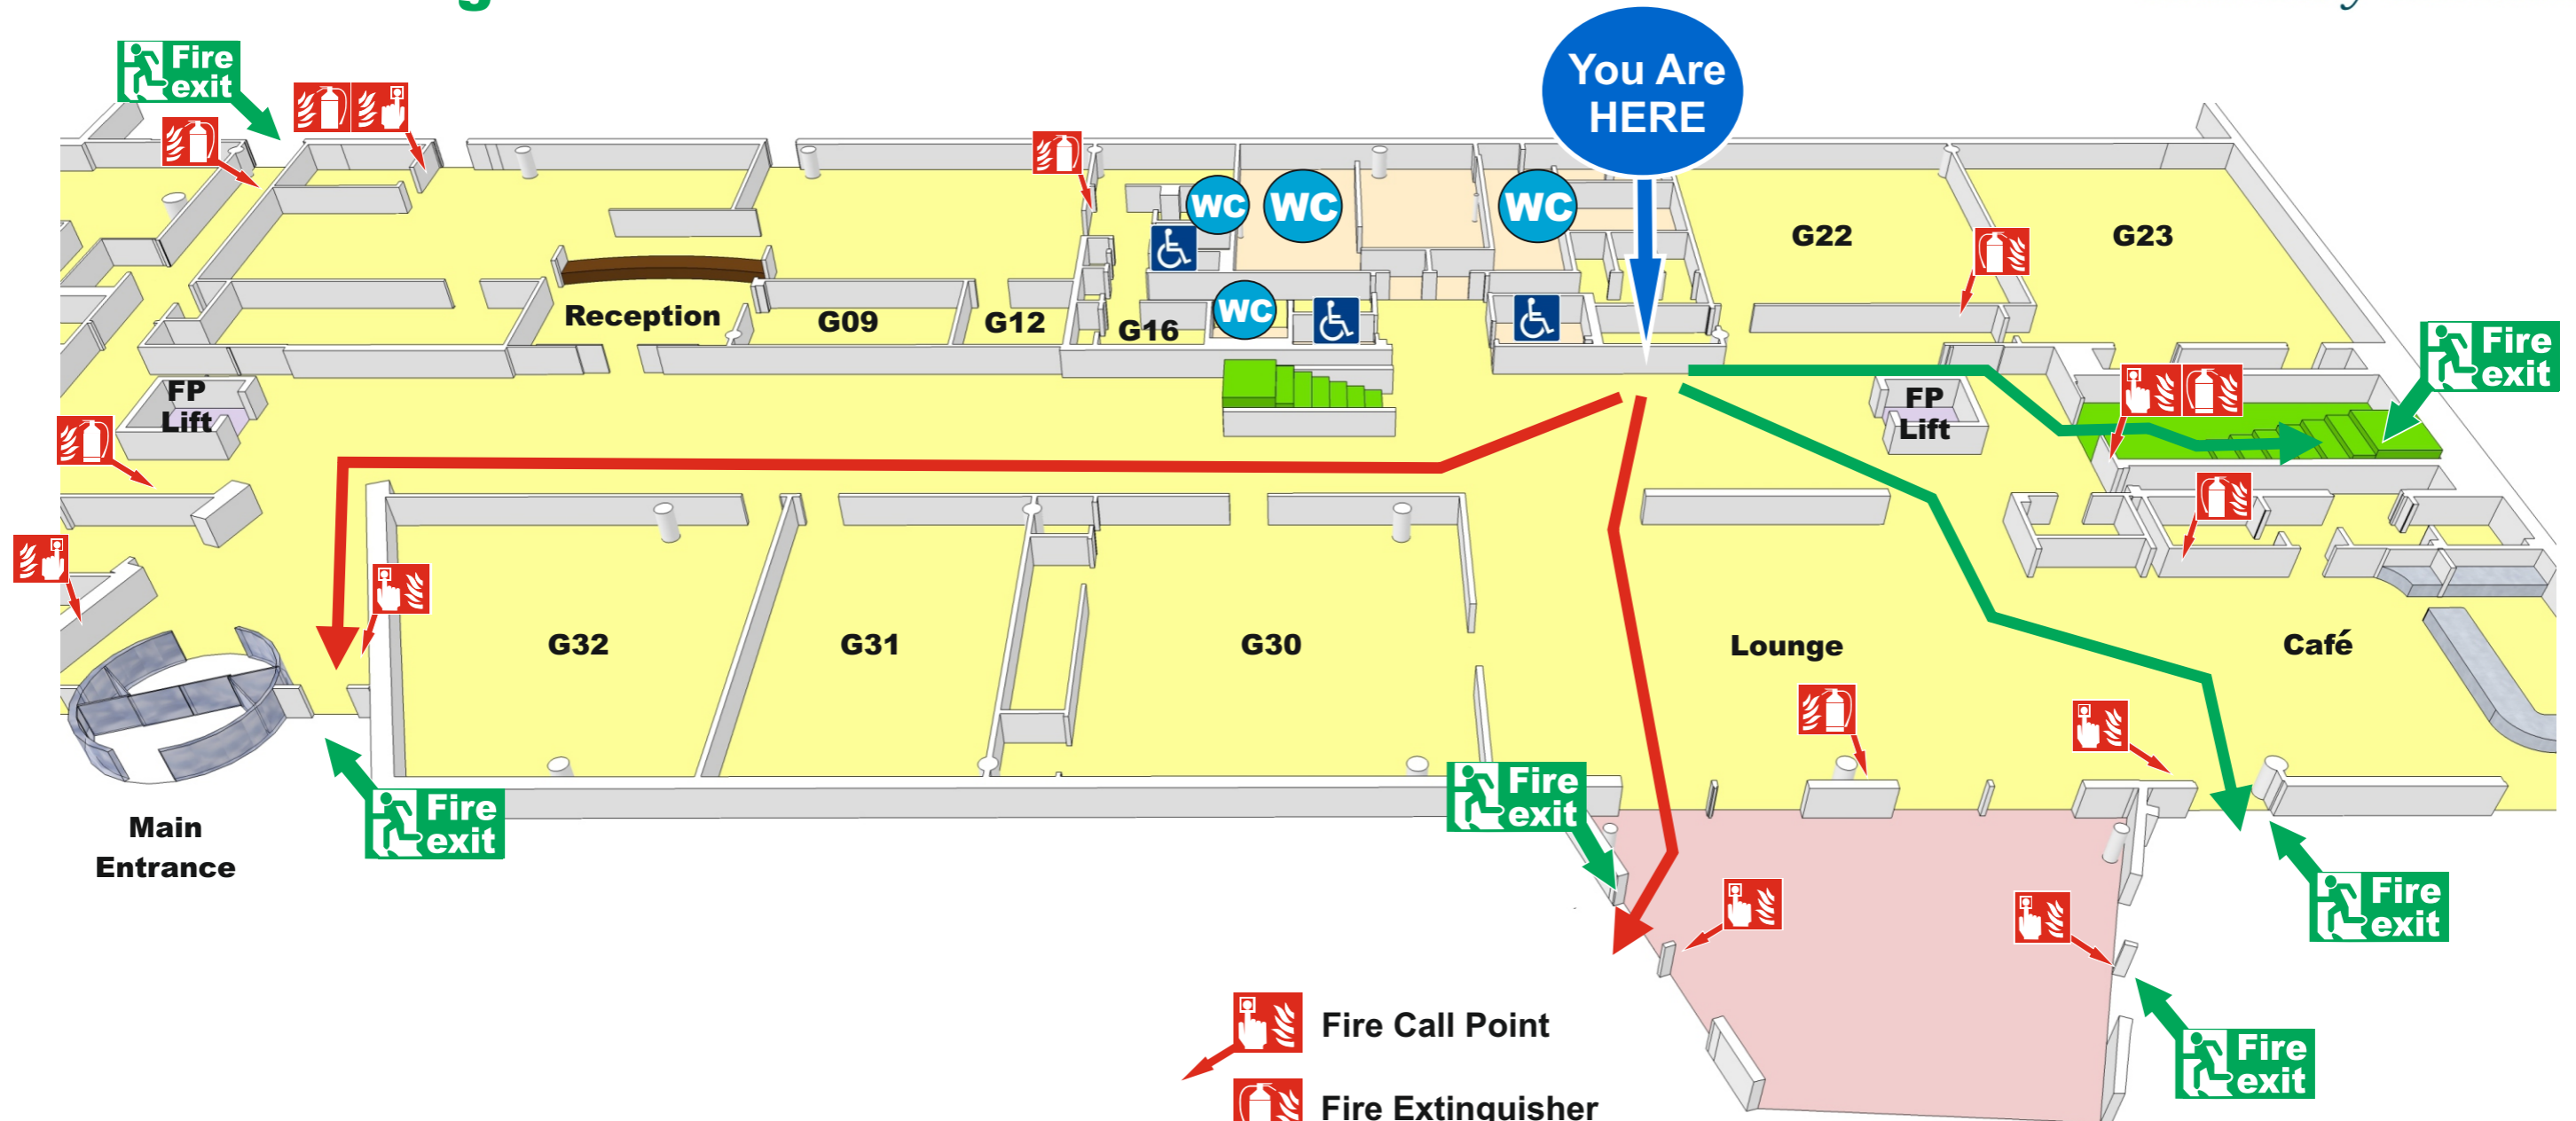 You Are
HERE
Fire
exit
WC
WC
WC
G22
G23
Reception
G09
G12
G16
WC
Fire
exit
FP
Lift
FP
Lift
G32
G31
G30
Lounge
Café
Main
Entrance
Fire
exit
Fire
exit
Fire
exit
Fire
exit
Fire Call Point
Fire Extinguisher